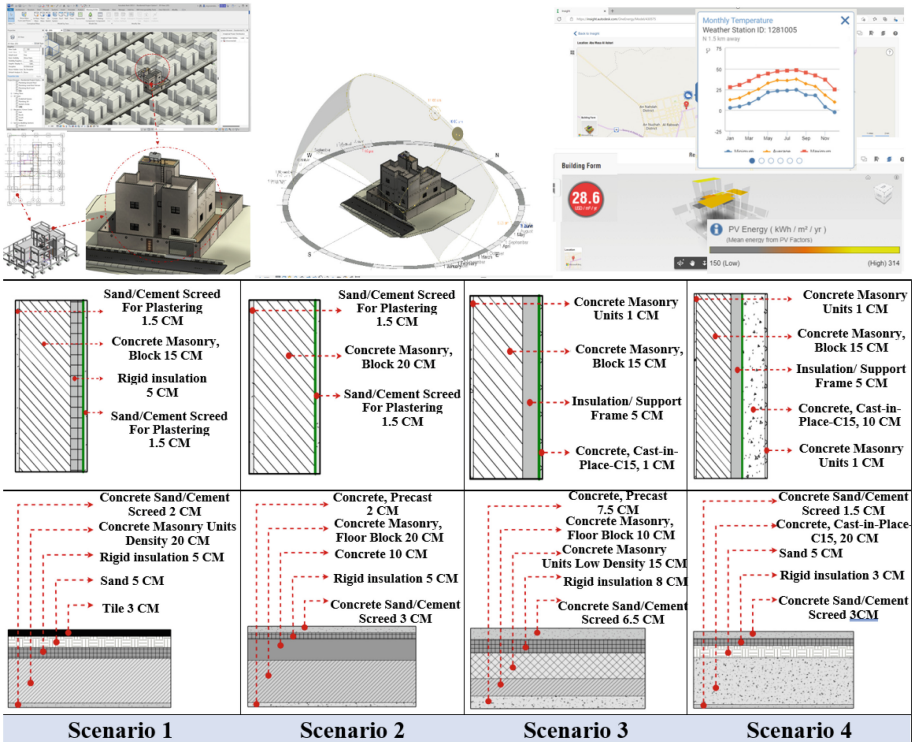 Monthly Temperature
Weather Station ID: 1281005
N 1.5 km away
75
50
25
0
-25
Jan Mar May Jul Sep Nov
Building Form
28.6
USD / m² / yr
PV Energy ( kWh / m² / yr )
(Mean energy from PV Factors)
150 (Low)
(High) 314
W
N
S
E
Sand/Cement Screed
For Plastering
1.5 CM
Concrete Masonry,
Block 15 CM
Rigid insulation
5 CM
Sand/Cement Screed
For Plastering
1.5 CM
Sand/Cement Screed
For Plastering
1.5 CM
Concrete Masonry,
Block 20 CM
Sand/Cement Screed
For Plastering
1.5 CM
Concrete Masonry
Units 1 CM
Concrete Masonry,
Block 15 CM
Insulation/ Support
Frame 5 CM
Concrete, Cast-in-
Place-C15, 1 CM
Concrete Masonry
Units 1 CM
Concrete Masonry,
Block 15 CM
Insulation/ Support
Frame 5 CM
Concrete, Cast-in-
Place-C15, 10 CM
Concrete Masonry
Units 1 CM
Concrete Sand/Cement
Screed 2 CM
Concrete Masonry Units
Density 20 CM
Rigid insulation 5 CM
Sand 5 CM
Tile 3 CM
Concrete, Precast
2 CM
Concrete Masonry,
Floor Block 20 CM
Concrete 10 CM
Rigid insulation 5 CM
Concrete Sand/Cement
Screed 3 CM
Concrete, Precast
7.5 CM
Concrete Masonry,
Floor Block 10 CM
Concrete Masonry
Units Low Density 15 CM
Rigid insulation 8 CM
Concrete Sand/Cement
Screed 6.5 CM
Concrete Sand/Cement
Screed 1.5 CM
Concrete, Cast-in-Place
-C15, 20 CM
Sand 5 CM
Rigid insulation 3 CM
Concrete Sand/Cement
Screed 3CM
Scenario 1
Scenario 2
Scenario 3
Scenario 4